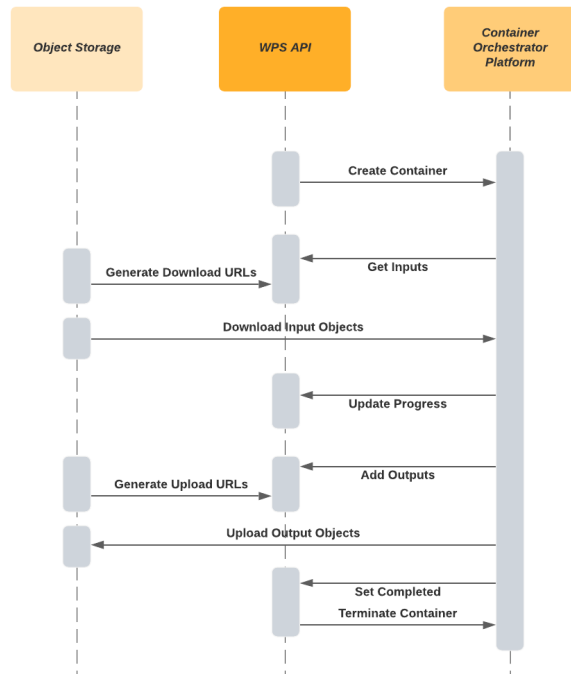 Object Storage
WPS API
Container
Orchestrator
Platform
Create Container
Get Inputs
Generate Download URLs
Download Input Objects
Update Progress
Add Outputs
Generate Upload URLs
Upload Output Objects
Set Completed
Terminate Container